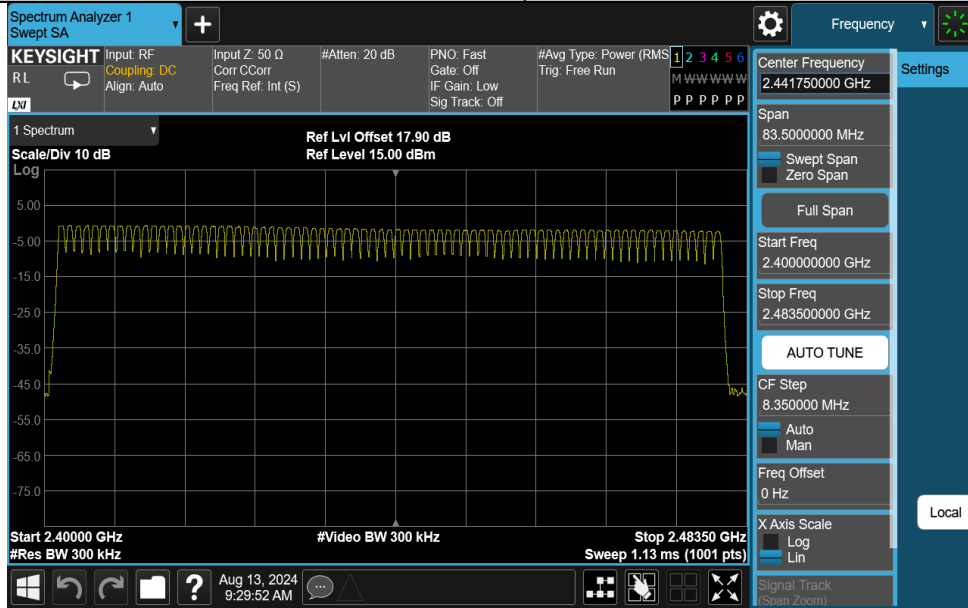 Spectrum Analyzer 1
Swept SA
+
Frequency
KEYSIGHT
RL
LXI
Input: RF
Coupling: DC
Align: Auto
Input Z: 50 Ω
Corr CCorr
Freq Ref: Int (S)
#Atten: 20 dB
PNO: Fast
Gate: Off
IF Gain: Low
Sig Track: Off
#Avg Type: Power (RMS
Trig: Free Run
1 2 3 4 5 6
M W W W W W
P P P P P P
1 Spectrum
Scale/Div 10 dB
Log
Ref Lvl Offset 17.90 dB
Ref Level 15.00 dBm
5.00
-5.00
-15.0
-25.0
-35.0
-45.0
-55.0
-65.0
-75.0
Start 2.40000 GHz
#Res BW 300 kHz
#Video BW 300 kHz
Stop 2.48350 GHz
Sweep 1.13 ms (1001 pts)
Center Frequency
2.441750000 GHz
Span
83.5000000 MHz
Swept Span
Zero Span
Full Span
Start Freq
2.400000000 GHz
Stop Freq
2.483500000 GHz
AUTO TUNE
CF Step
8.350000 MHz
Auto
Man
Freq Offset
0 Hz
X Axis Scale
Log
Lin
Signal Track
(Span Zoom)
Settings
Local
?
Aug 13, 2024
9:29:52 AM